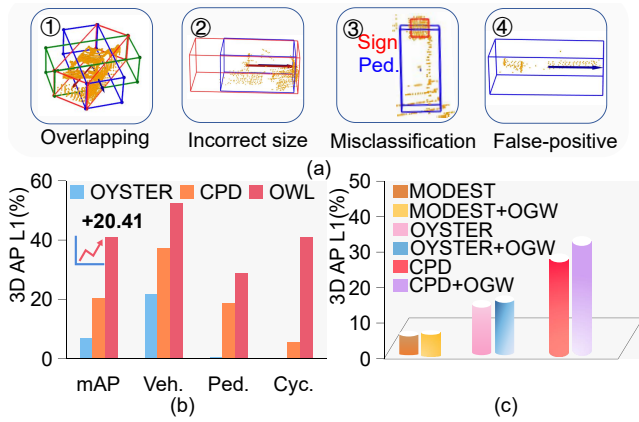 ① ② ③ ④
Sign
Ped.
Overlapping Incorrect size Misclassification False-positive
(a)
3D AP L1(%)
60
40
20
0
OYSTER CPD OWL
+20.41
mAP Veh. Ped. Cyc.
(b)
3D AP L1(%)
50
40
30
20
10
0
MODEST
MODEST+OGW
OYSTER
OYSTER+OGW
CPD
CPD+OGW
(c)